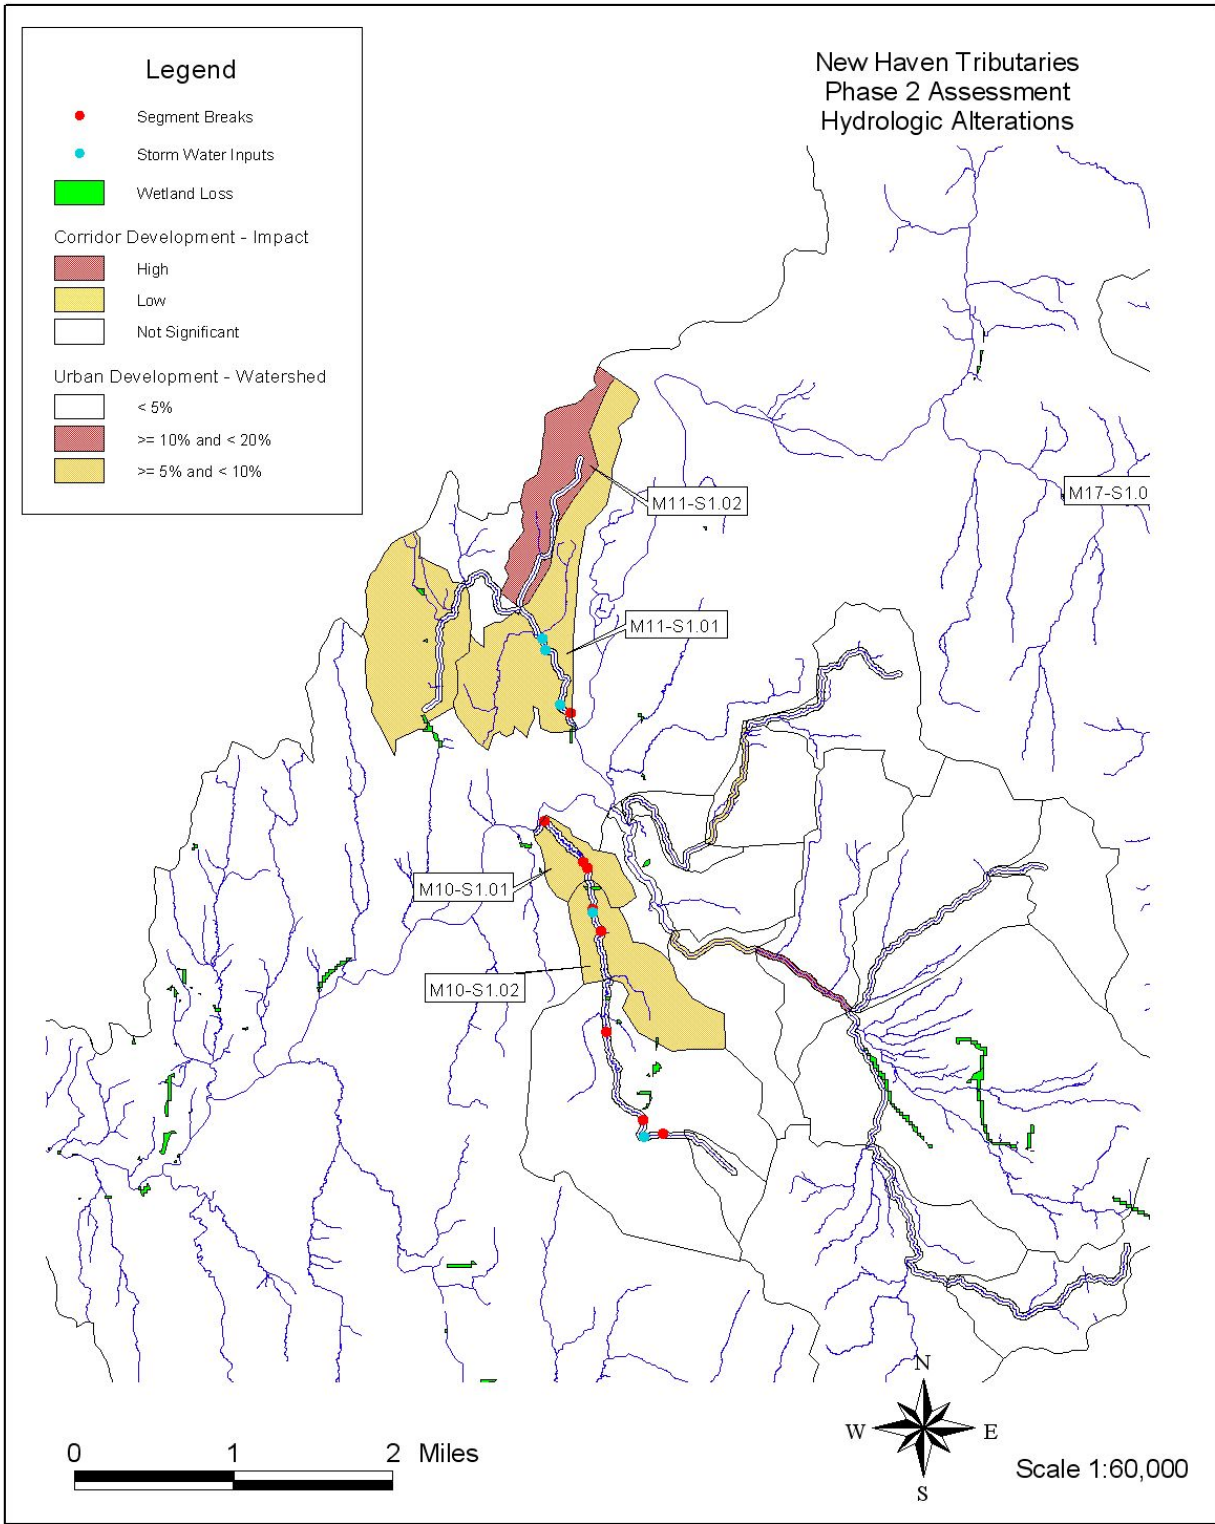 Legend
Segment Breaks
Storm Water Inputs
Wetland Loss
Corridor Development - Impact
High
Low
Not Significant
Urban Development - Watershed
< 5%
>= 10% and < 20%
>= 5% and < 10%
New Haven Tributaries
Phase 2 Assessment
Hydrologic Alterations
M11-S1.02
M17-S1.0
M11-S1.01
M10-S1.01
M10-S1.02
N
W E
S
0 1 2 Miles
Scale 1:60,000